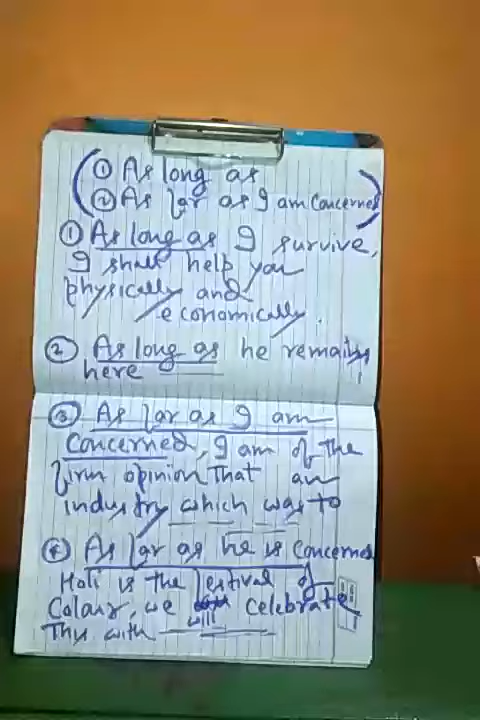 ① As long as
② As far as I am Concerned
① As long as I survive,
I shall help you
physically and
economically.
② As long as he remains,
here
③ As far as I am
Concerned, I am of the
firm opinion That an
industry which was to
④ As far as he is Concerned
Holi is the festival of
Colour, we will celebrate
This with